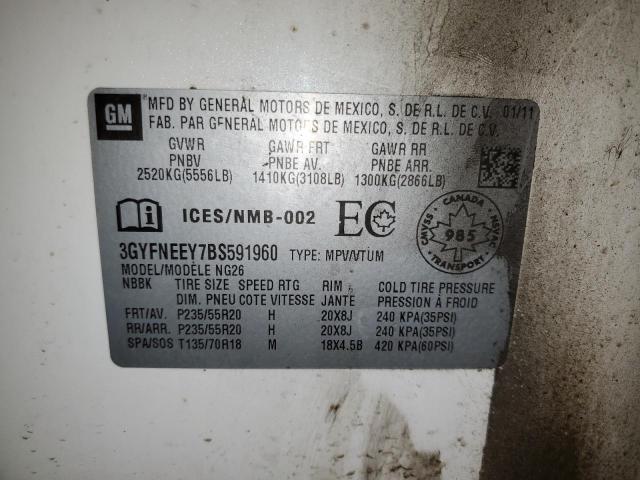 GM
MFD BY GENERAL MOTORS DE MEXICO, S. DE R.L. DE C.V. 01/11
FAB. PAR GENERAL MOTORS DE MEXICO, S. DE R.L. DE C.V.
GVWR GAWR FRT GAWR RR
PNBV PNBE AV. PNBE ARR.
2520KG(5556LB) 1410KG(3108LB) 1300KG(2866LB)
ICES/NMB-002 EC
CANADA
CMVSS 985 NSVAC
TRANSPORT
3GYFNEEY7BS591960 TYPE: MPV/VTUM
MODEL/MODÈLE NG26
NBBK TIRE SIZE SPEED RTG RIM COLD TIRE PRESSURE
DIM. PNEU COTE VITESSE JANTE PRESSION À FROID
FRT/AV. P235/55R20 H 20X8J 240 KPA(35PSI)
RR/ARR. P235/55R20 H 20X8J 240 KPA(35PSI)
SPA/SOS T135/70R18 M 18X4.5B 420 KPA(60PSI)